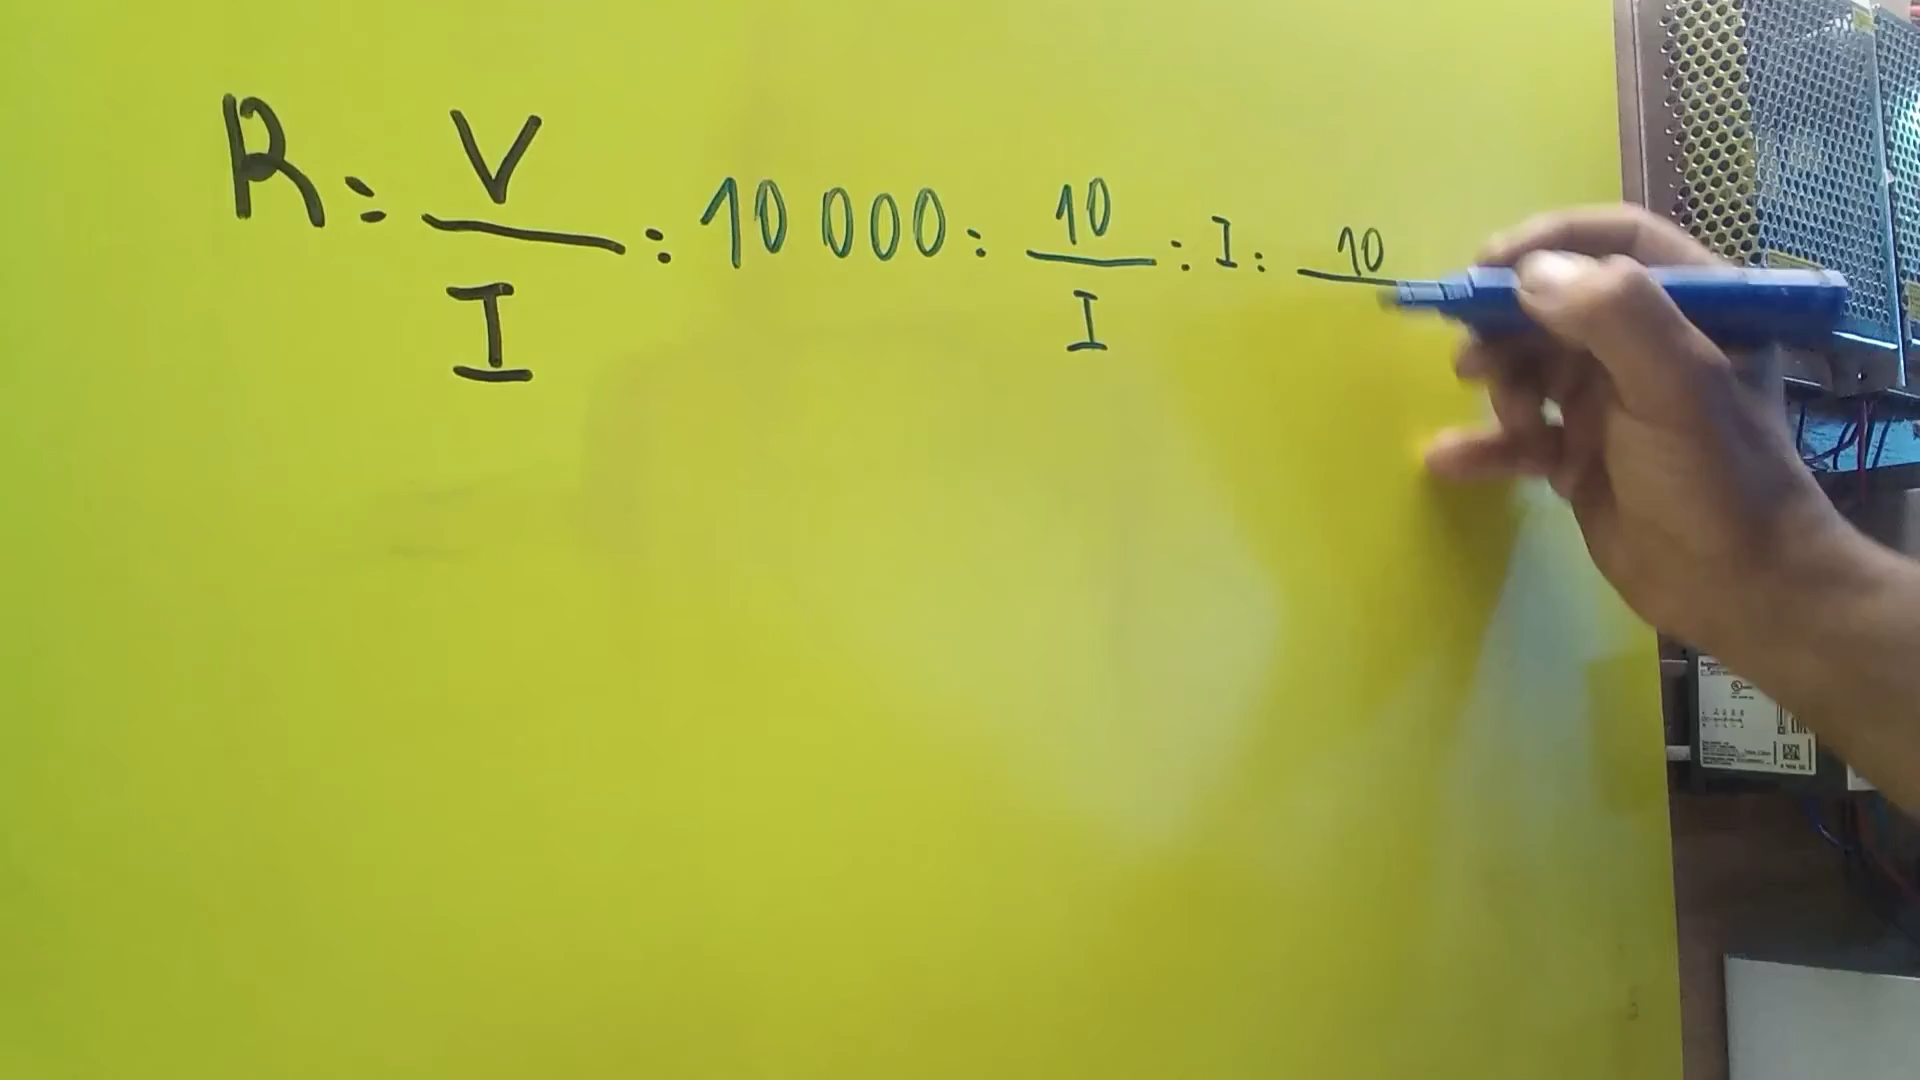 R = V / I : 10 000 = 10 / I : I = 10